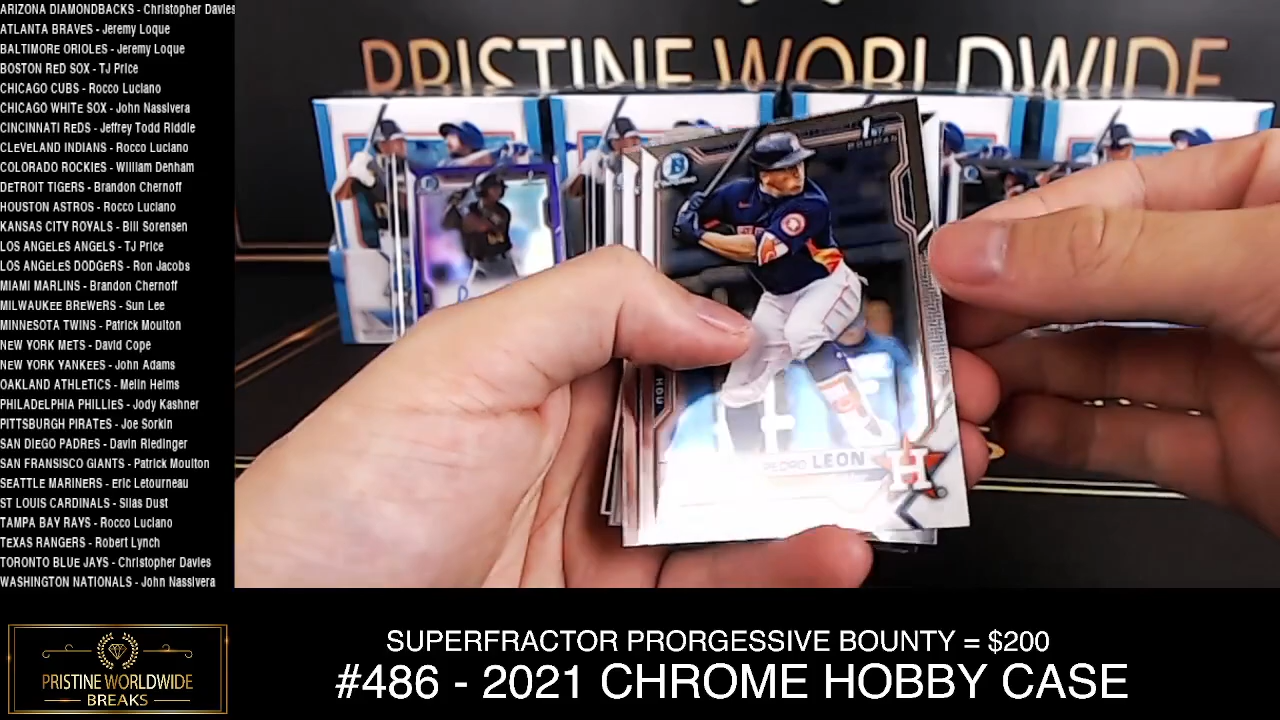 ARIZONA DIAMONDBACKS - Christopher Davies
ATLANTA BRAVES - Jeremy Loque
BALTIMORE ORIOLES - Jeremy Loque
BOSTON RED SOX - TJ Price
CHICAGO CUBS - Rocco Luciano
CHICAGO WHITE SOX - John Nassivera
CINCINNATI REDS - Jeffrey Todd Riddle
CLEVELAND INDIANS - Rocco Luciano
COLORADO ROCKIES - William Denham
DETROIT TIGERS - Brandon Chernoff
HOUSTON ASTROS - Rocco Luciano
KANSAS CITY ROYALS - Bill Sorensen
LOS ANGELES ANGELS - TJ Price
LOS ANGELES DODGERS - Ron Jacobs
MIAMI MARLINS - Brandon Chernoff
MILWAUKEE BREWERS - Sun Lee
MINNESOTA TWINS - Patrick Moulton
NEW YORK METS - David Cope
NEW YORK YANKEES - John Adams
OAKLAND ATHLETICS - Melin Helms
PHILADELPHIA PHILLIES - Jody Kashner
PITTSBURGH PIRATES - Joe Sorkin
SAN DIEGO PADRES - Davin Riedinger
SAN FRANSISCO GIANTS - Patrick Moulton
SEATTLE MARINERS - Eric Letourneau
ST LOUIS CARDINALS - Silas Dust
TAMPA BAY RAYS - Rocco Luciano
TEXAS RANGERS - Robert Lynch
TORONTO BLUE JAYS - Christopher Davies
WASHINGTON NATIONALS - John Nassivera
PRISTINE WORLDWIDE
1st
BOWMAN
B
HOU
PEDRO LEON
H
PRISTINE WORLDWIDE
BREAKS
SUPERFRACTOR PRORGESSIVE BOUNTY = $200
#486 - 2021 CHROME HOBBY CASE